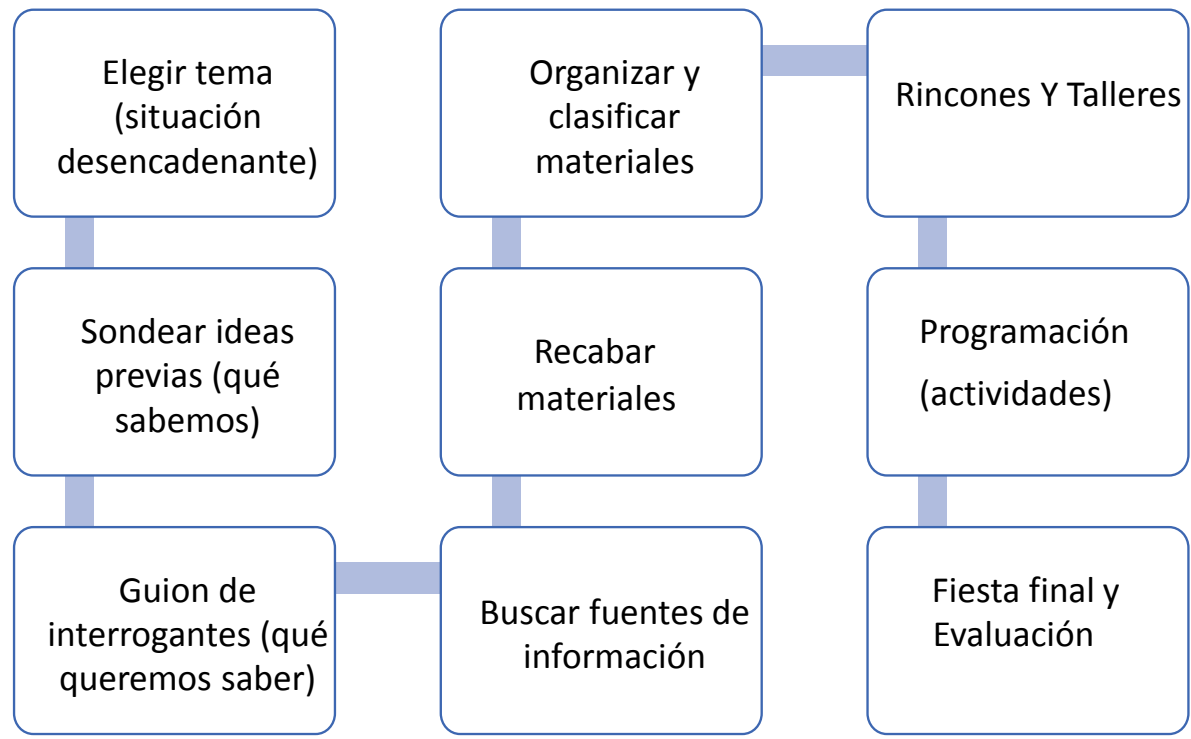 Elegir tema
(situación
desencadenante)
Sondear ideas
previas (qué
sabemos)
Guion de
interrogantes (qué
queremos saber)
Buscar fuentes de
información
Recabar
materiales
Organizar y
clasificar
materiales
Rincones Y Talleres
Programación
(actividades)
Fiesta final y
Evaluación